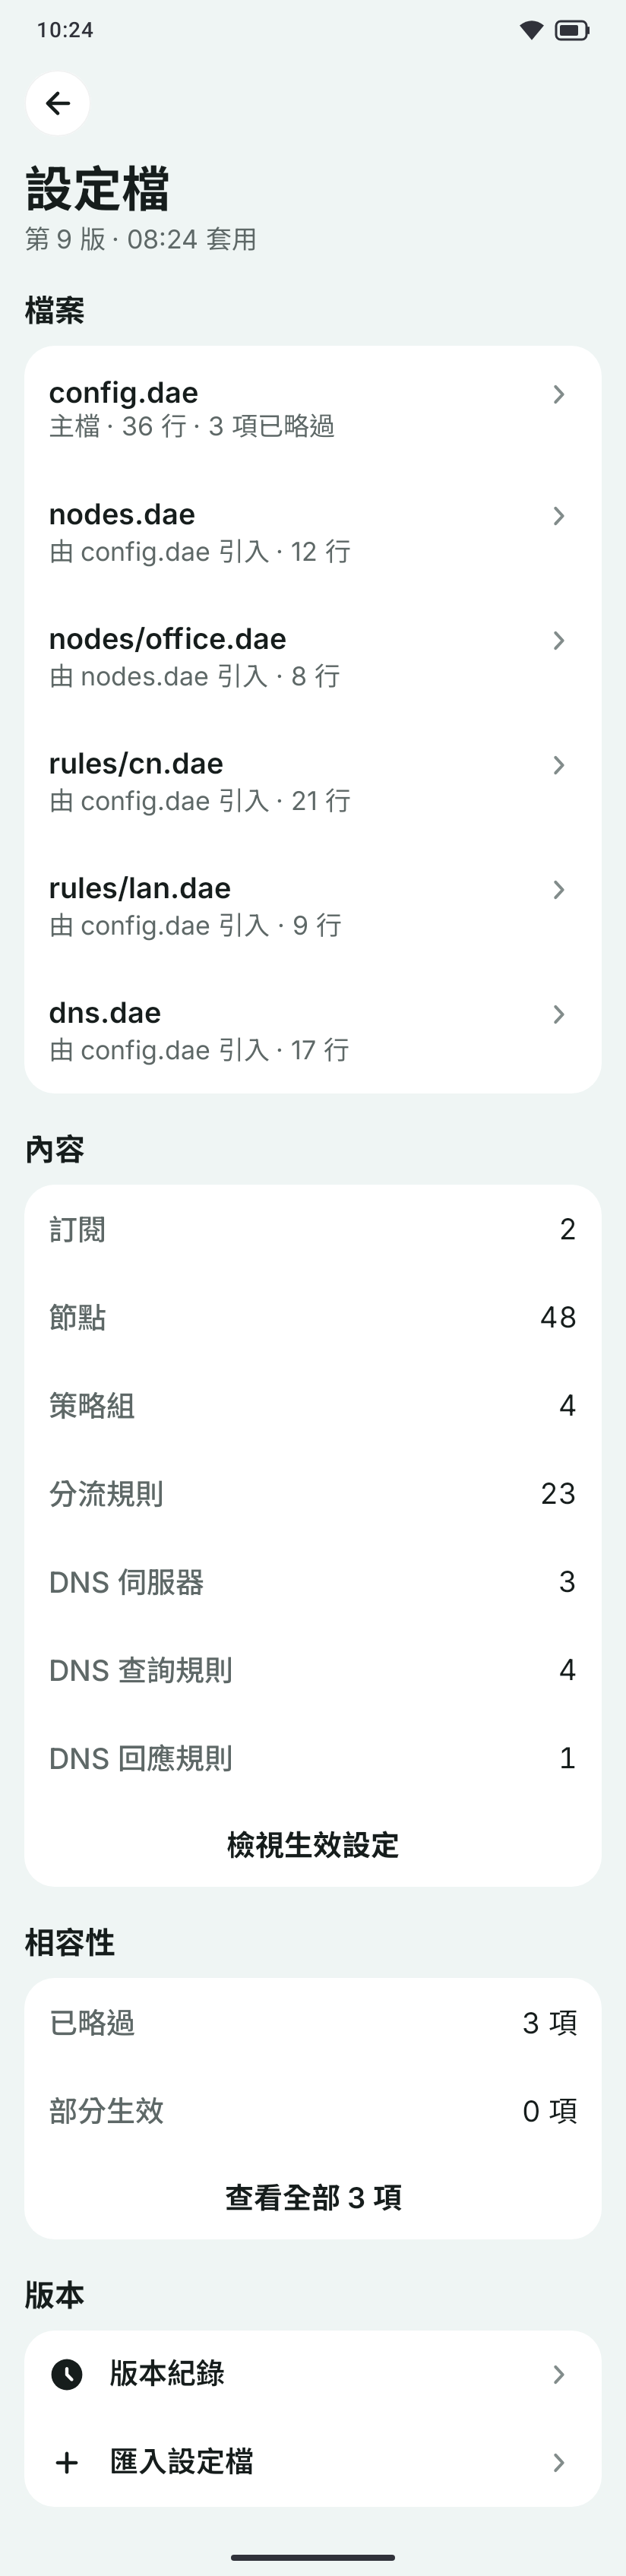 10:24
設定檔
第 9 版 · 08:24 套用
檔案
config.dae
主檔 · 36 行 · 3 項已略過
nodes.dae
由 config.dae 引入 · 12 行
nodes/office.dae
由 nodes.dae 引入 · 8 行
rules/cn.dae
由 config.dae 引入 · 21 行
rules/lan.dae
由 config.dae 引入 · 9 行
dns.dae
由 config.dae 引入 · 17 行
內容
訂閱 2
節點 48
策略組 4
分流規則 23
DNS 伺服器 3
DNS 查詢規則 4
DNS 回應規則 1
檢視生效設定
相容性
已略過 3 項
部分生效 0 項
查看全部 3 項
版本
版本紀錄
匯入設定檔